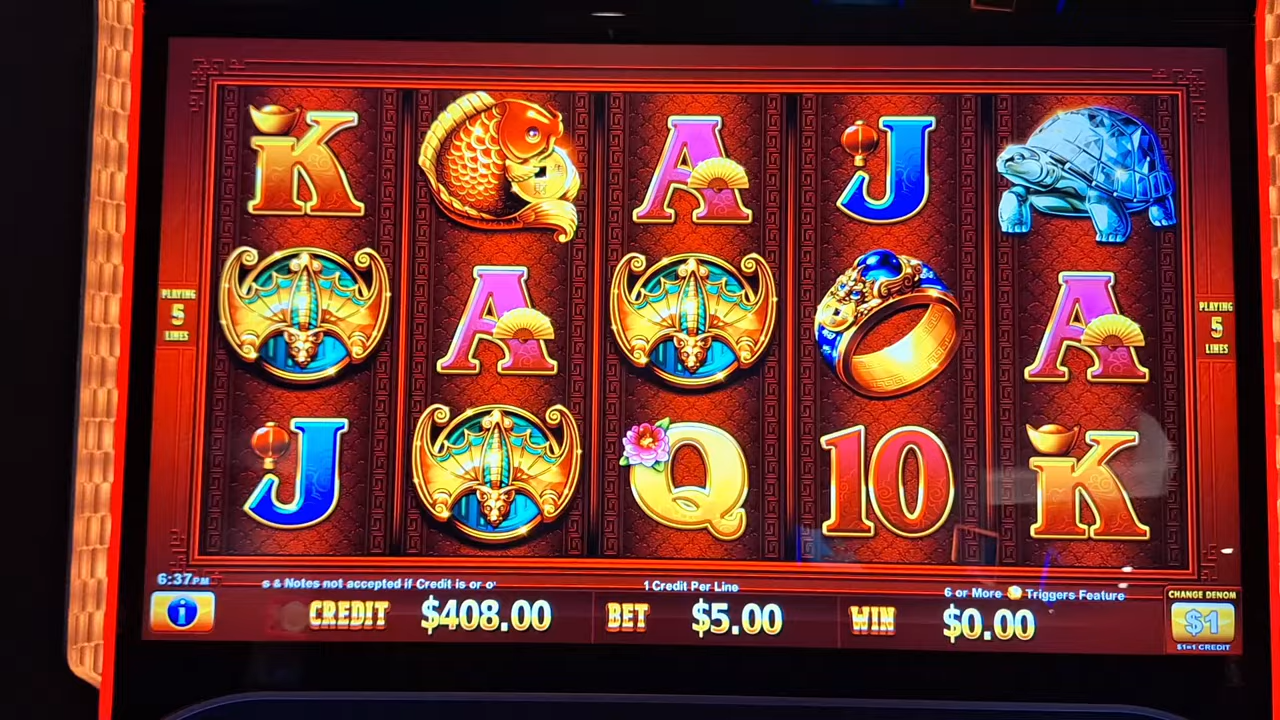 K A J
PLAYING
5
LINES
A A
PLAYING
5
LINES
J Q 10 K
6:37PM
s & Notes not accepted if Credit is or o
1 Credit Per Line
6 or More Triggers Feature
CHANGE DENOM
i
CREDIT $408.00
BET $5.00
WIN $0.00
$1
$1=1 CREDIT